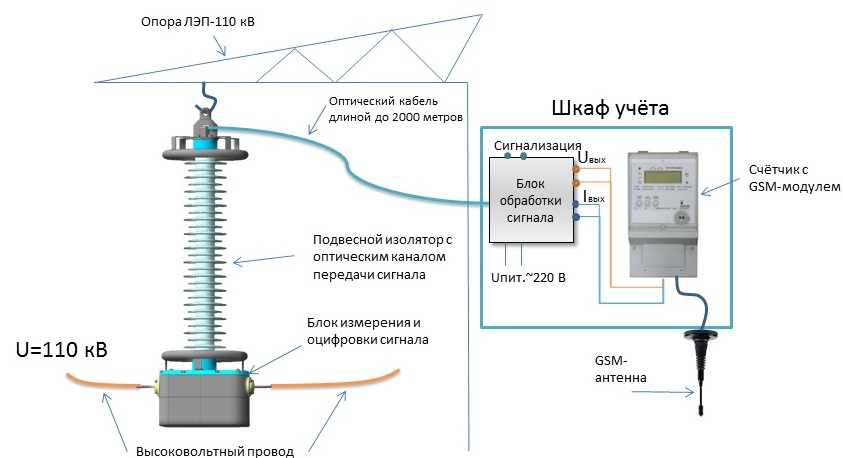 Опора ЛЭП-110 кВ
Оптический кабель
длиной до 2000 метров
Шкаф учёта
Сигнализация
Uвых
Блок
обработки
сигнала
Iвых
Счётчик с
GSM-модулем
Подвесной изолятор с
оптическим каналом
передачи сигнала
Uпит.~220 В
Блок измерения и
оцифровки сигнала
U=110 кВ
GSM-
антенна
Высоковольтный провод